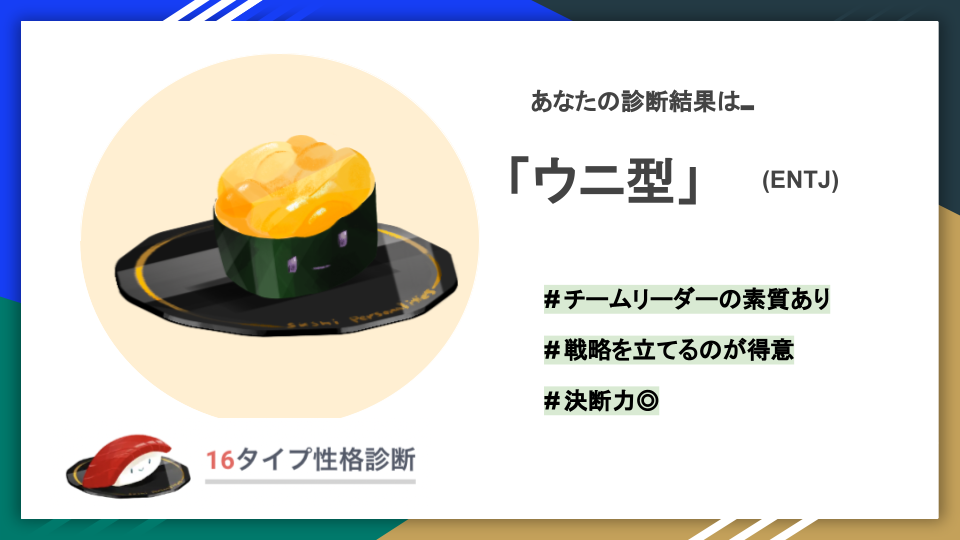 あなたの診断結果は…
「ウニ型」 (ENTJ)
#チームリーダーの素質あり
#戦略を立てるのが得意
#決断力◎
Sushi Personalities
16タイプ性格診断